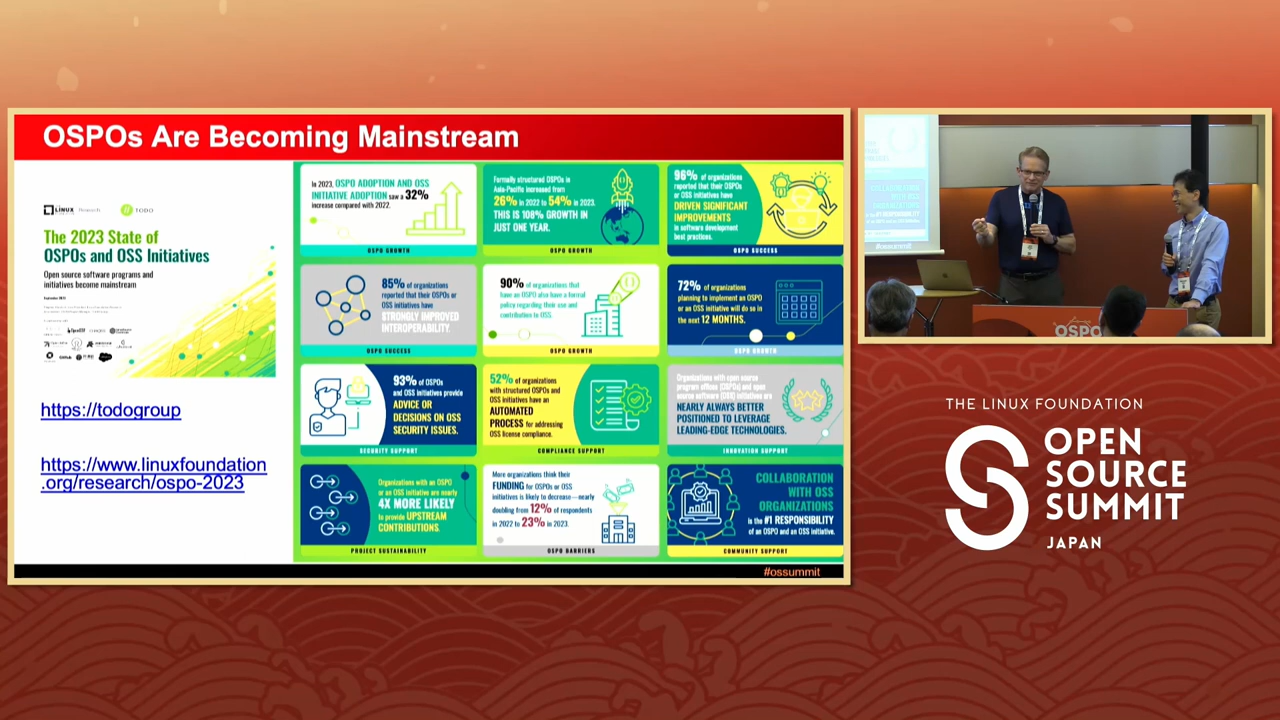 OSPOs Are Becoming Mainstream
LINUX Research
TODO
The 2023 State of
OSPOs and OSS Initiatives
Open source software programs and
initiatives become mainstream
https://todogroup
https://www.linuxfoundation
.org/research/ospo-2023
In 2023, OSPO ADOPTION AND OSS
INITIATIVE ADOPTION saw a 32%
increase compared with 2022.
OSPO GROWTH
Formally structured OSPOs in
Asia-Pacific increased from
26% in 2022 to 54% in 2023.
THIS IS 108% GROWTH IN
JUST ONE YEAR.
OSPO GROWTH
96% of organizations
reported that their OSPOs
or OSS initiatives have
DRIVEN SIGNIFICANT
IMPROVEMENTS
in software development
best practices.
OSPO SUCCESS
85% of organizations
reported that their OSPOs or
OSS initiatives have
STRONGLY IMPROVED
INTEROPERABILITY.
OSPO SUCCESS
90% of organizations that
have an OSPO also have a formal
policy regarding their use and
contribution to OSS.
OSPO GROWTH
72% of organizations
planning to implement an OSPO
or an OSS initiative will do so in
the next 12 MONTHS.
OSPO GROWTH
93% of OSPOs
and OSS initiatives provide
ADVICE OR
DECISIONS ON OSS
SECURITY ISSUES.
SECURITY SUPPORT
52% of organizations
with structured OSPOs and
OSS initiatives have an
AUTOMATED
PROCESS for addressing
OSS license compliance.
COMPLIANCE SUPPORT
Organizations with open source
program offices (OSPOs) and open
source software (OSS) initiatives are
NEARLY ALWAYS BETTER
POSITIONED TO LEVERAGE
LEADING-EDGE TECHNOLOGIES.
INNOVATION SUPPORT
Organizations with an OSPO
or an OSS initiative are nearly
4X MORE LIKELY
to provide UPSTREAM
CONTRIBUTIONS.
PROJECT SUSTAINABILITY
More organizations think their
FUNDING for OSPOs or OSS
initiatives is likely to decrease—nearly
doubling from 12% of respondents
in 2022 to 23% in 2023.
OSPO BARRIERS
COLLABORATION
WITH OSS
ORGANIZATIONS
is the #1 RESPONSIBILITY
of an OSPO and an OSS initiative.
COMMUNITY SUPPORT
#ossummit
OSPO
THE LINUX FOUNDATION
OPEN
SOURCE
SUMMIT
JAPAN